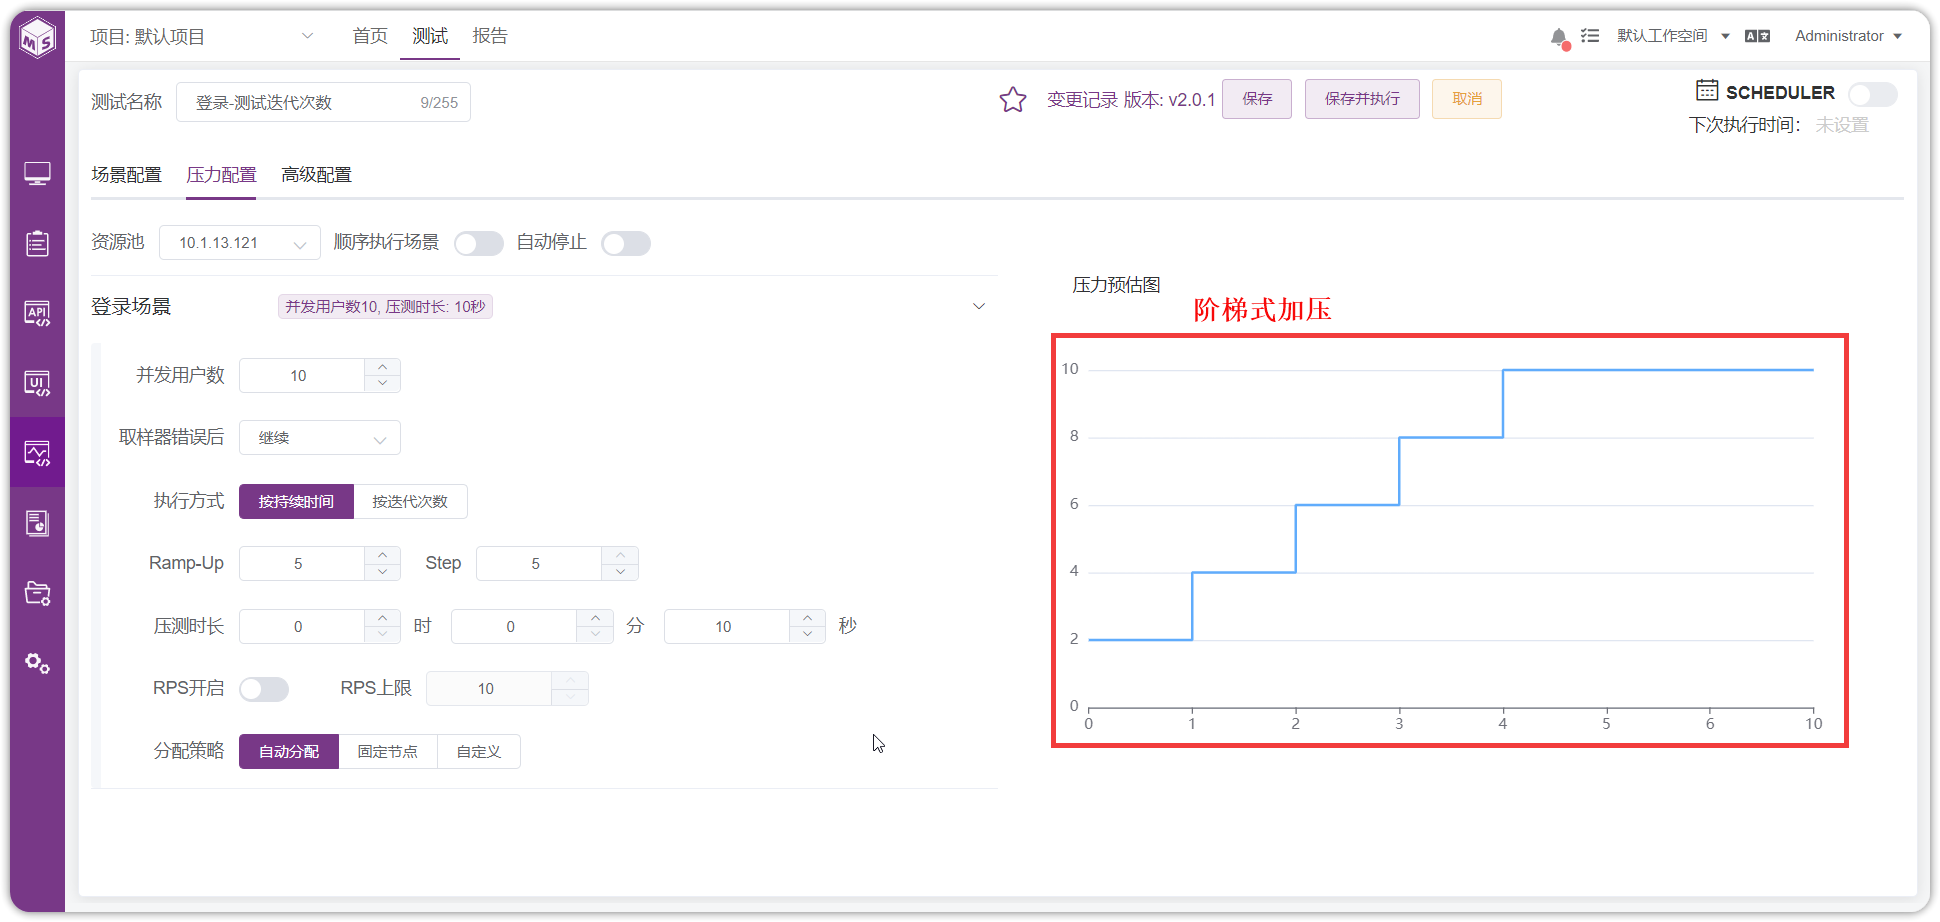 MS
项目: 默认项目
首页 测试 报告
默认工作空间
A
Administrator
测试名称 登录-测试迭代次数 9/255
变更记录 版本: v2.0.1 保存 保存并执行 取消
SCHEDULER
下次执行时间: 未设置
场景配置 压力配置 高级配置
API
UI
资源池 10.1.13.121 顺序执行场景 自动停止
登录场景 并发用户数10, 压测时长: 10秒
并发用户数 10
取样器错误后 继续
执行方式 按持续时间 按迭代次数
Ramp-Up 5 Step 5
压测时长 0 时 0 分 10 秒
RPS开启 RPS上限 10
分配策略 自动分配 固定节点 自定义
压力预估图
阶梯式加压
10
8
6
4
2
0
0 1 2 3 4 5 6 10